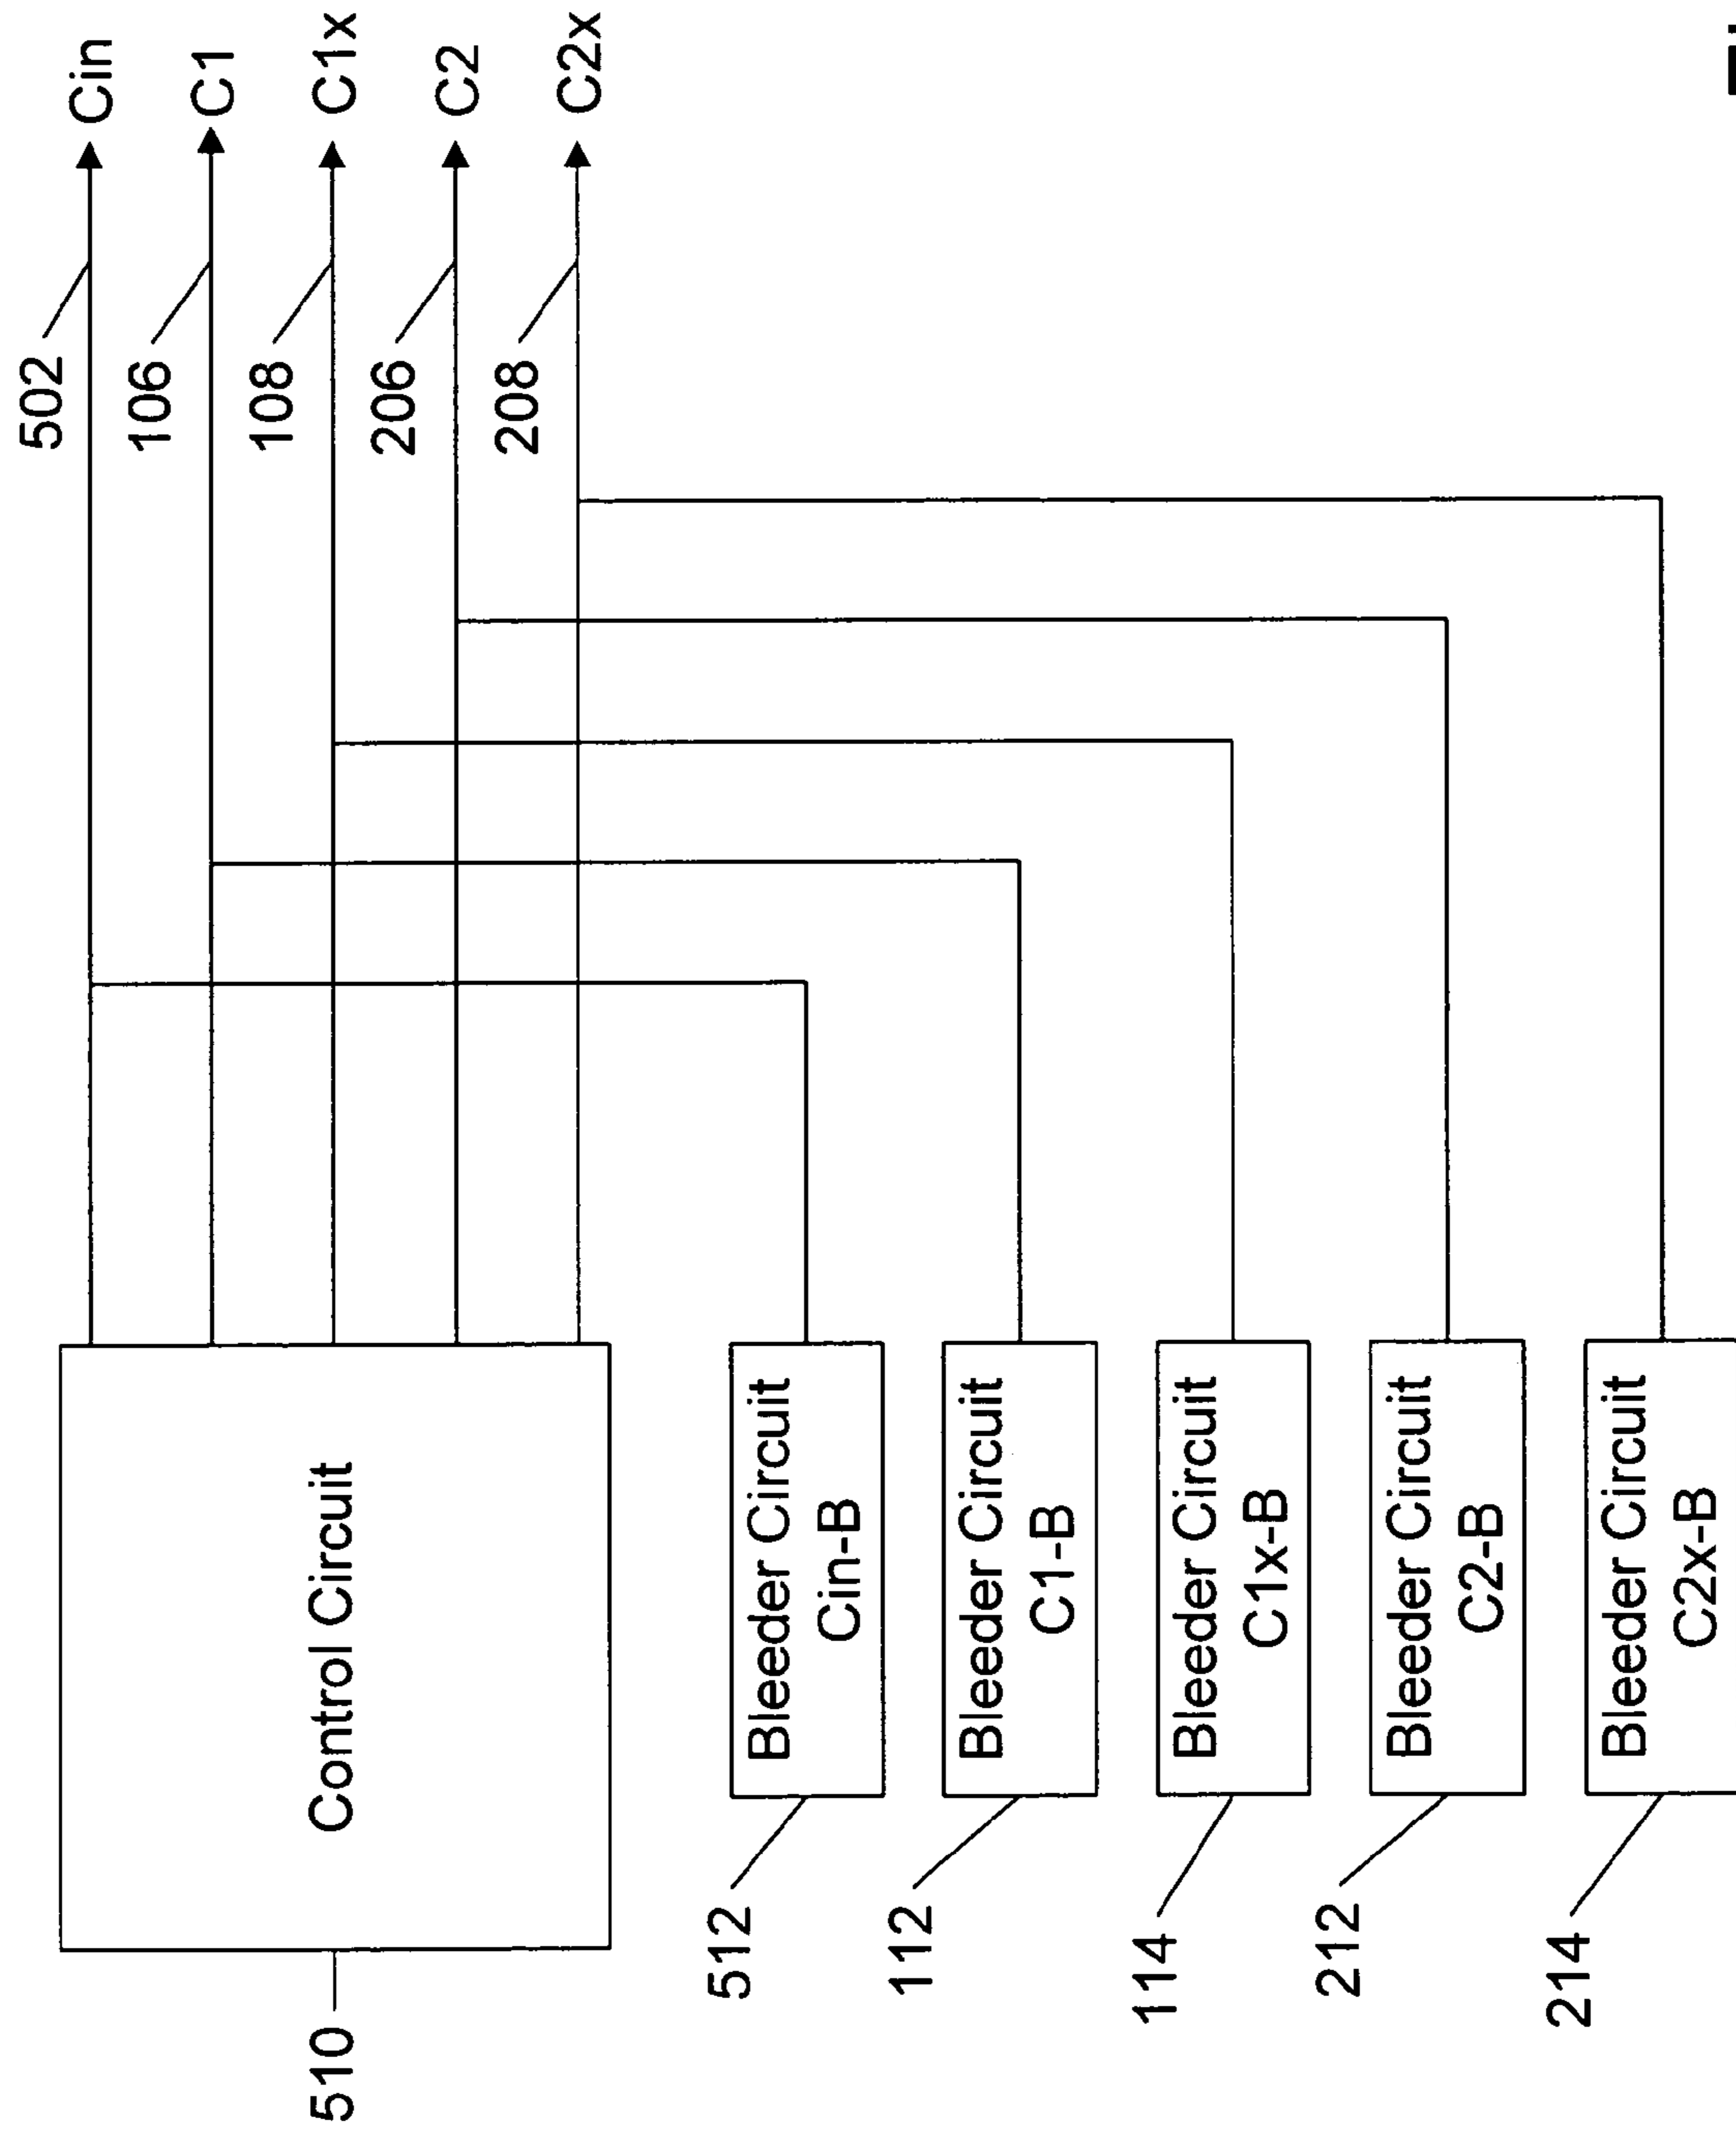 502
Cin
106
C1
108
510
Control Circuit
C1x
206
C2
208
C2x
512
Bleeder Circuit
Cin-B
112
Bleeder Circuit
C1-B
114
Bleeder Circuit
C1x-B
212
Bleeder Circuit
C2-B
214
Bleeder Circuit
C2x-B